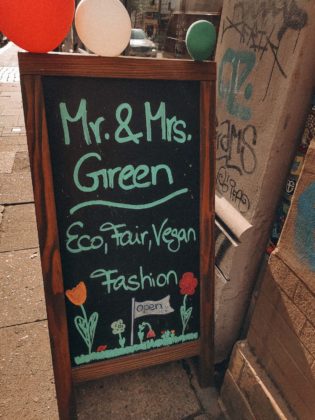 Mr. & Mrs.
Green
Eco, Fair, Vegan
Fashion
open